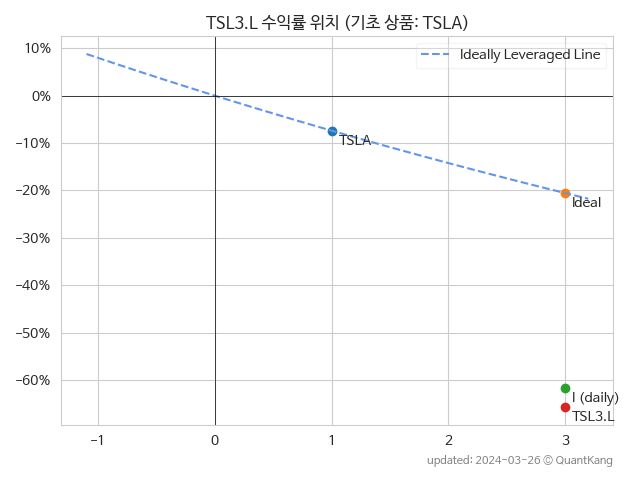 TSL3.L 수익률 위치 (기초 상품: TSLA)
10%
Ideally Leveraged Line
0%
−10%
TSLA
−20%
Ideal
−30%
−40%
−50%
−60%
I (daily)
TSL3.L
−1
0
1
2
3
updated: 2024-03-26 © QuantKang